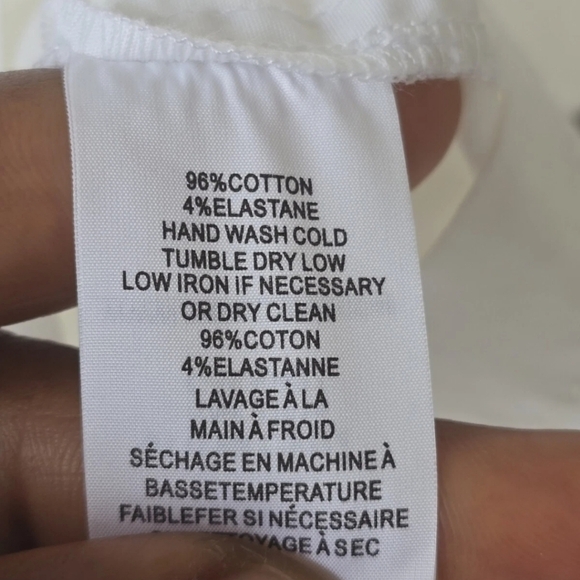 96%COTTON
4%ELASTANE
HAND WASH COLD
TUMBLE DRY LOW
LOW IRON IF NECESSARY
OR DRY CLEAN
96%COTON
4%ELASTANNE
LAVAGE À LA
MAIN À FROID
SÉCHAGE EN MACHINE À
BASSETEMPERATURE
FAIBLEFER SI NÉCESSAIRE
À SEC